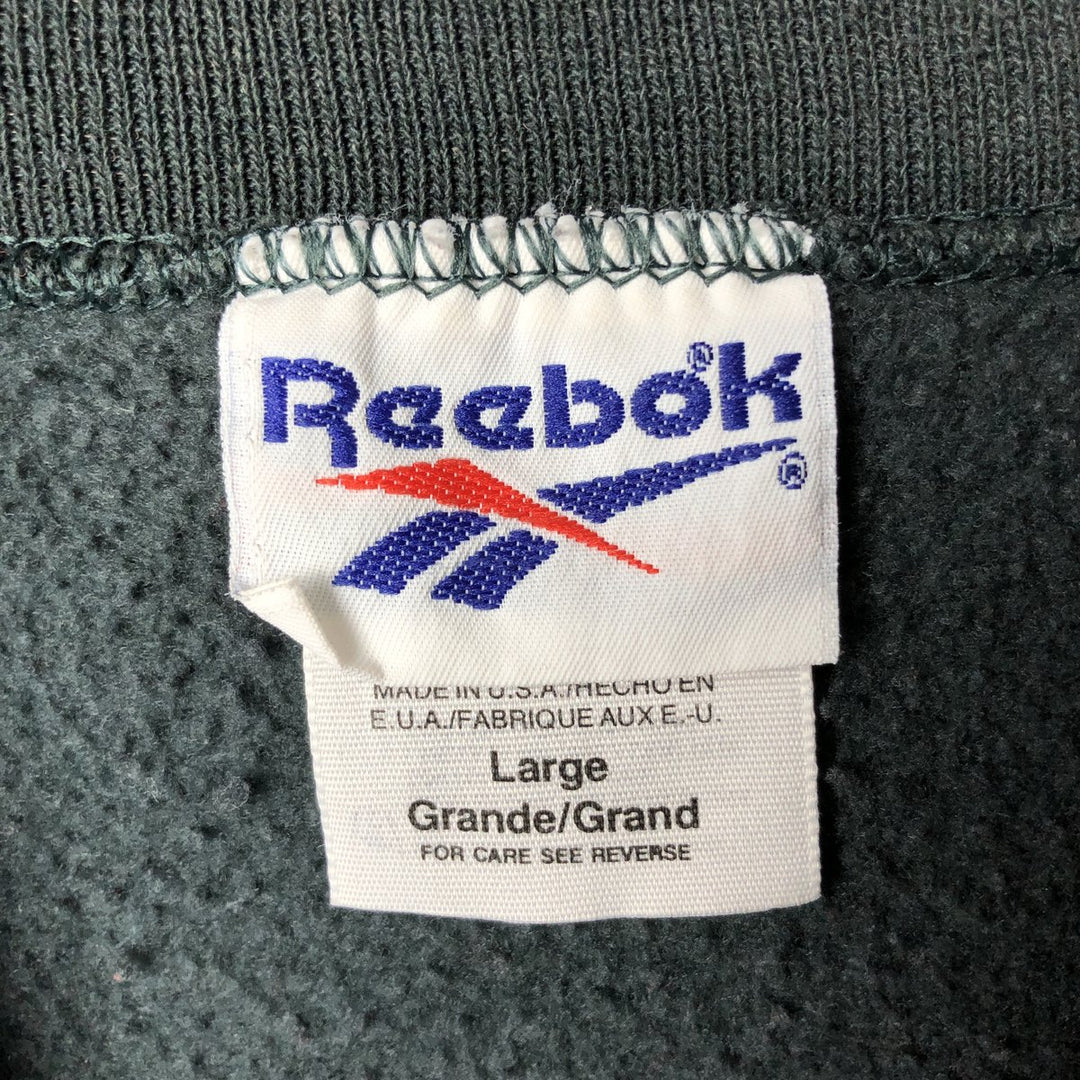 Reebok®
®
MADE IN U.S.A./HECHO EN
E.U.A./FABRIQUE AUX E.-U.
Large
Grande/Grand
FOR CARE SEE REVERSE